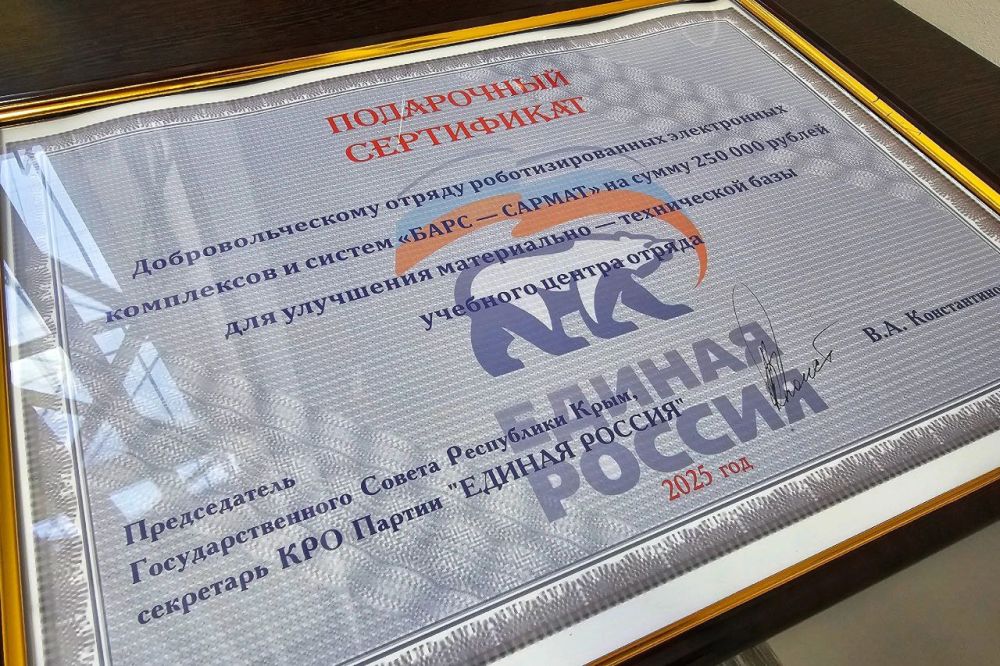 ПОДАРОЧНЫЙ
СЕРТИФИКАТ
Добровольческому отряду роботизированных электронных
комплексов и систем «БАРС — САРМАТ» на сумму 250 000 рублей
для улучшения материально — технической базы
учебного центра отряда
ЕДИНАЯ
РОССИЯ
Председатель
Государственного Совета Республики Крым,
секретарь КРО Партии "ЕДИНАЯ РОССИЯ"
В.А. Константино
2025 год